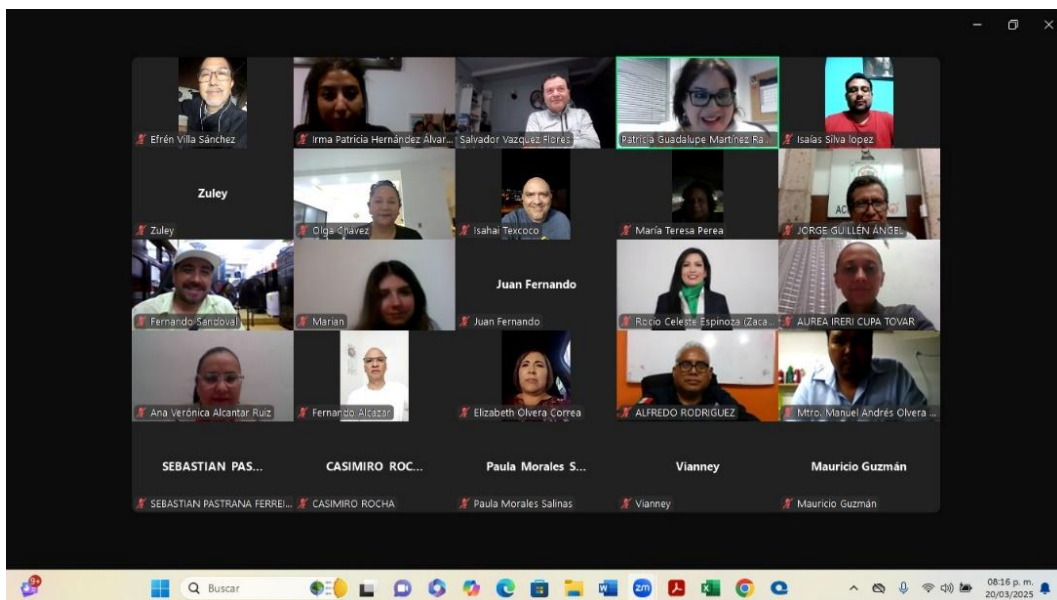 Efrén Villa Sánchez
Irma Patricia Hernández Álvar...
Salvador Vazquez Flores
Patricia Guadalupe Martínez Ra...
Isaías Silva lopez
Zuley
Zuley
Olga Chávez
Isahai Texcoco
María Teresa Perea
JORGE GUILLÉN ÁNGEL
Fernando Sandoval
Marian
Juan Fernando
Juan Fernando
Rocio Celeste Espinoza (Zaca...
AUREA IRERI CUPA TOVAR
Ana Verónica Alcantar Ruiz
Fernando Alcazar
Elizabeth Olvera Correa
ALFREDO RODRIGUEZ
Mtro. Manuel Andrés Olvera ...
SEBASTIAN PAS...
CASIMIRO ROC...
Paula Morales S...
Vianney
Mauricio Guzmán
SEBASTIAN PASTRANA FERREI...
CASIMIRO ROCHA
Paula Morales Salinas
Vianney
Mauricio Guzmán
9+
Buscar
zm
08:16 p. m.
20/03/2025